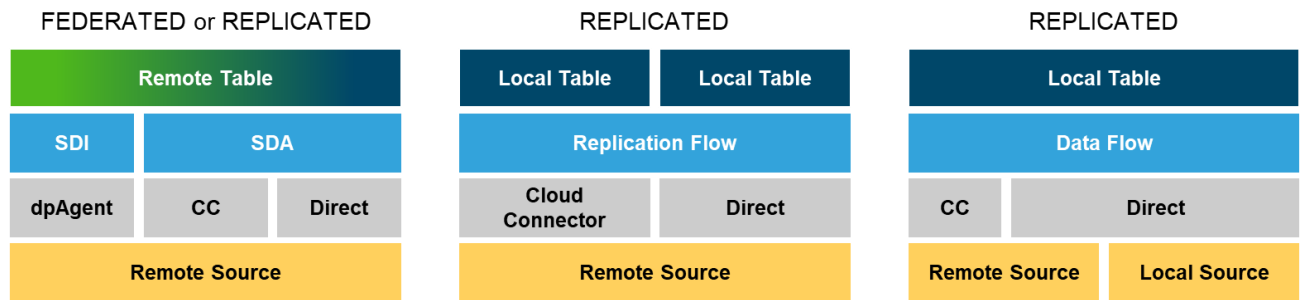 FEDERATED or REPLICATED
Remote Table
SDI
SDA
dpAgent
CC
Direct
Remote Source
REPLICATED
Local Table
Local Table
Replication Flow
Cloud
Connector
Direct
Remote Source
REPLICATED
Local Table
Data Flow
CC
Direct
Remote Source
Local Source